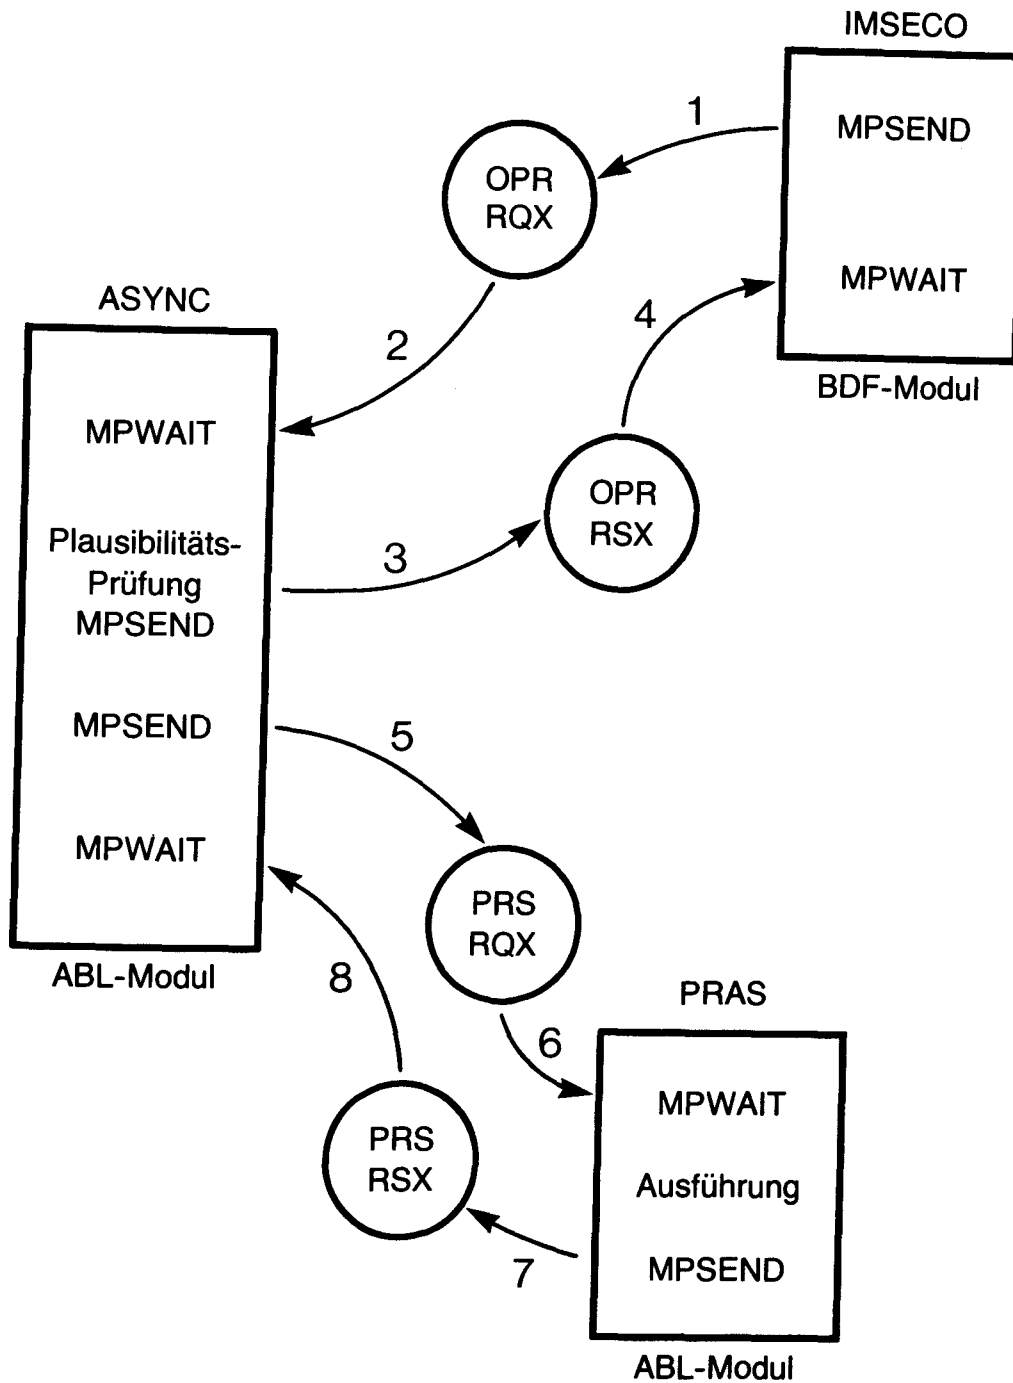 IMSECO
MPSEND
MPWAIT
BDF-Modul
1
OPR
RQX
2
ASYNC
MPWAIT
Plausibilitäts-
Prüfung
MPSEND
MPSEND
MPWAIT
ABL-Modul
3
OPR
RSX
4
5
PRS
RQX
6
PRAS
MPWAIT
Ausführung
MPSEND
ABL-Modul
7
PRS
RSX
8